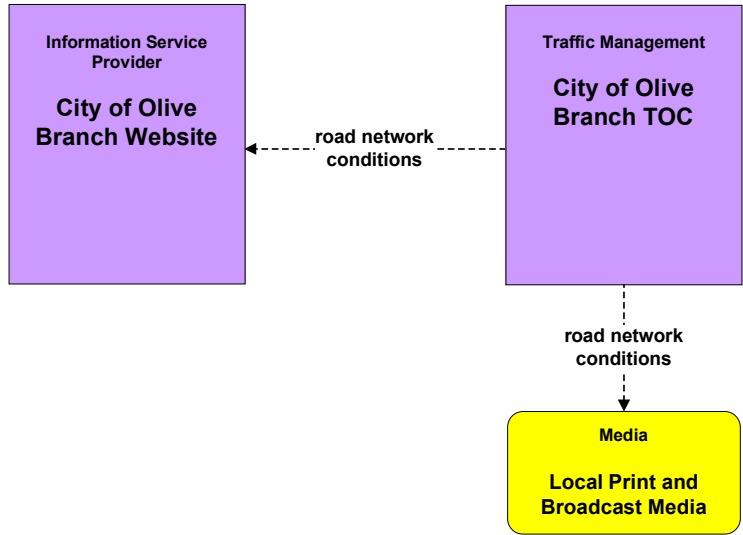 Information Service
Provider
City of Olive
Branch Website
road network
conditions
Traffic Management
City of Olive
Branch TOC
road network
conditions
Media
Local Print and
Broadcast Media